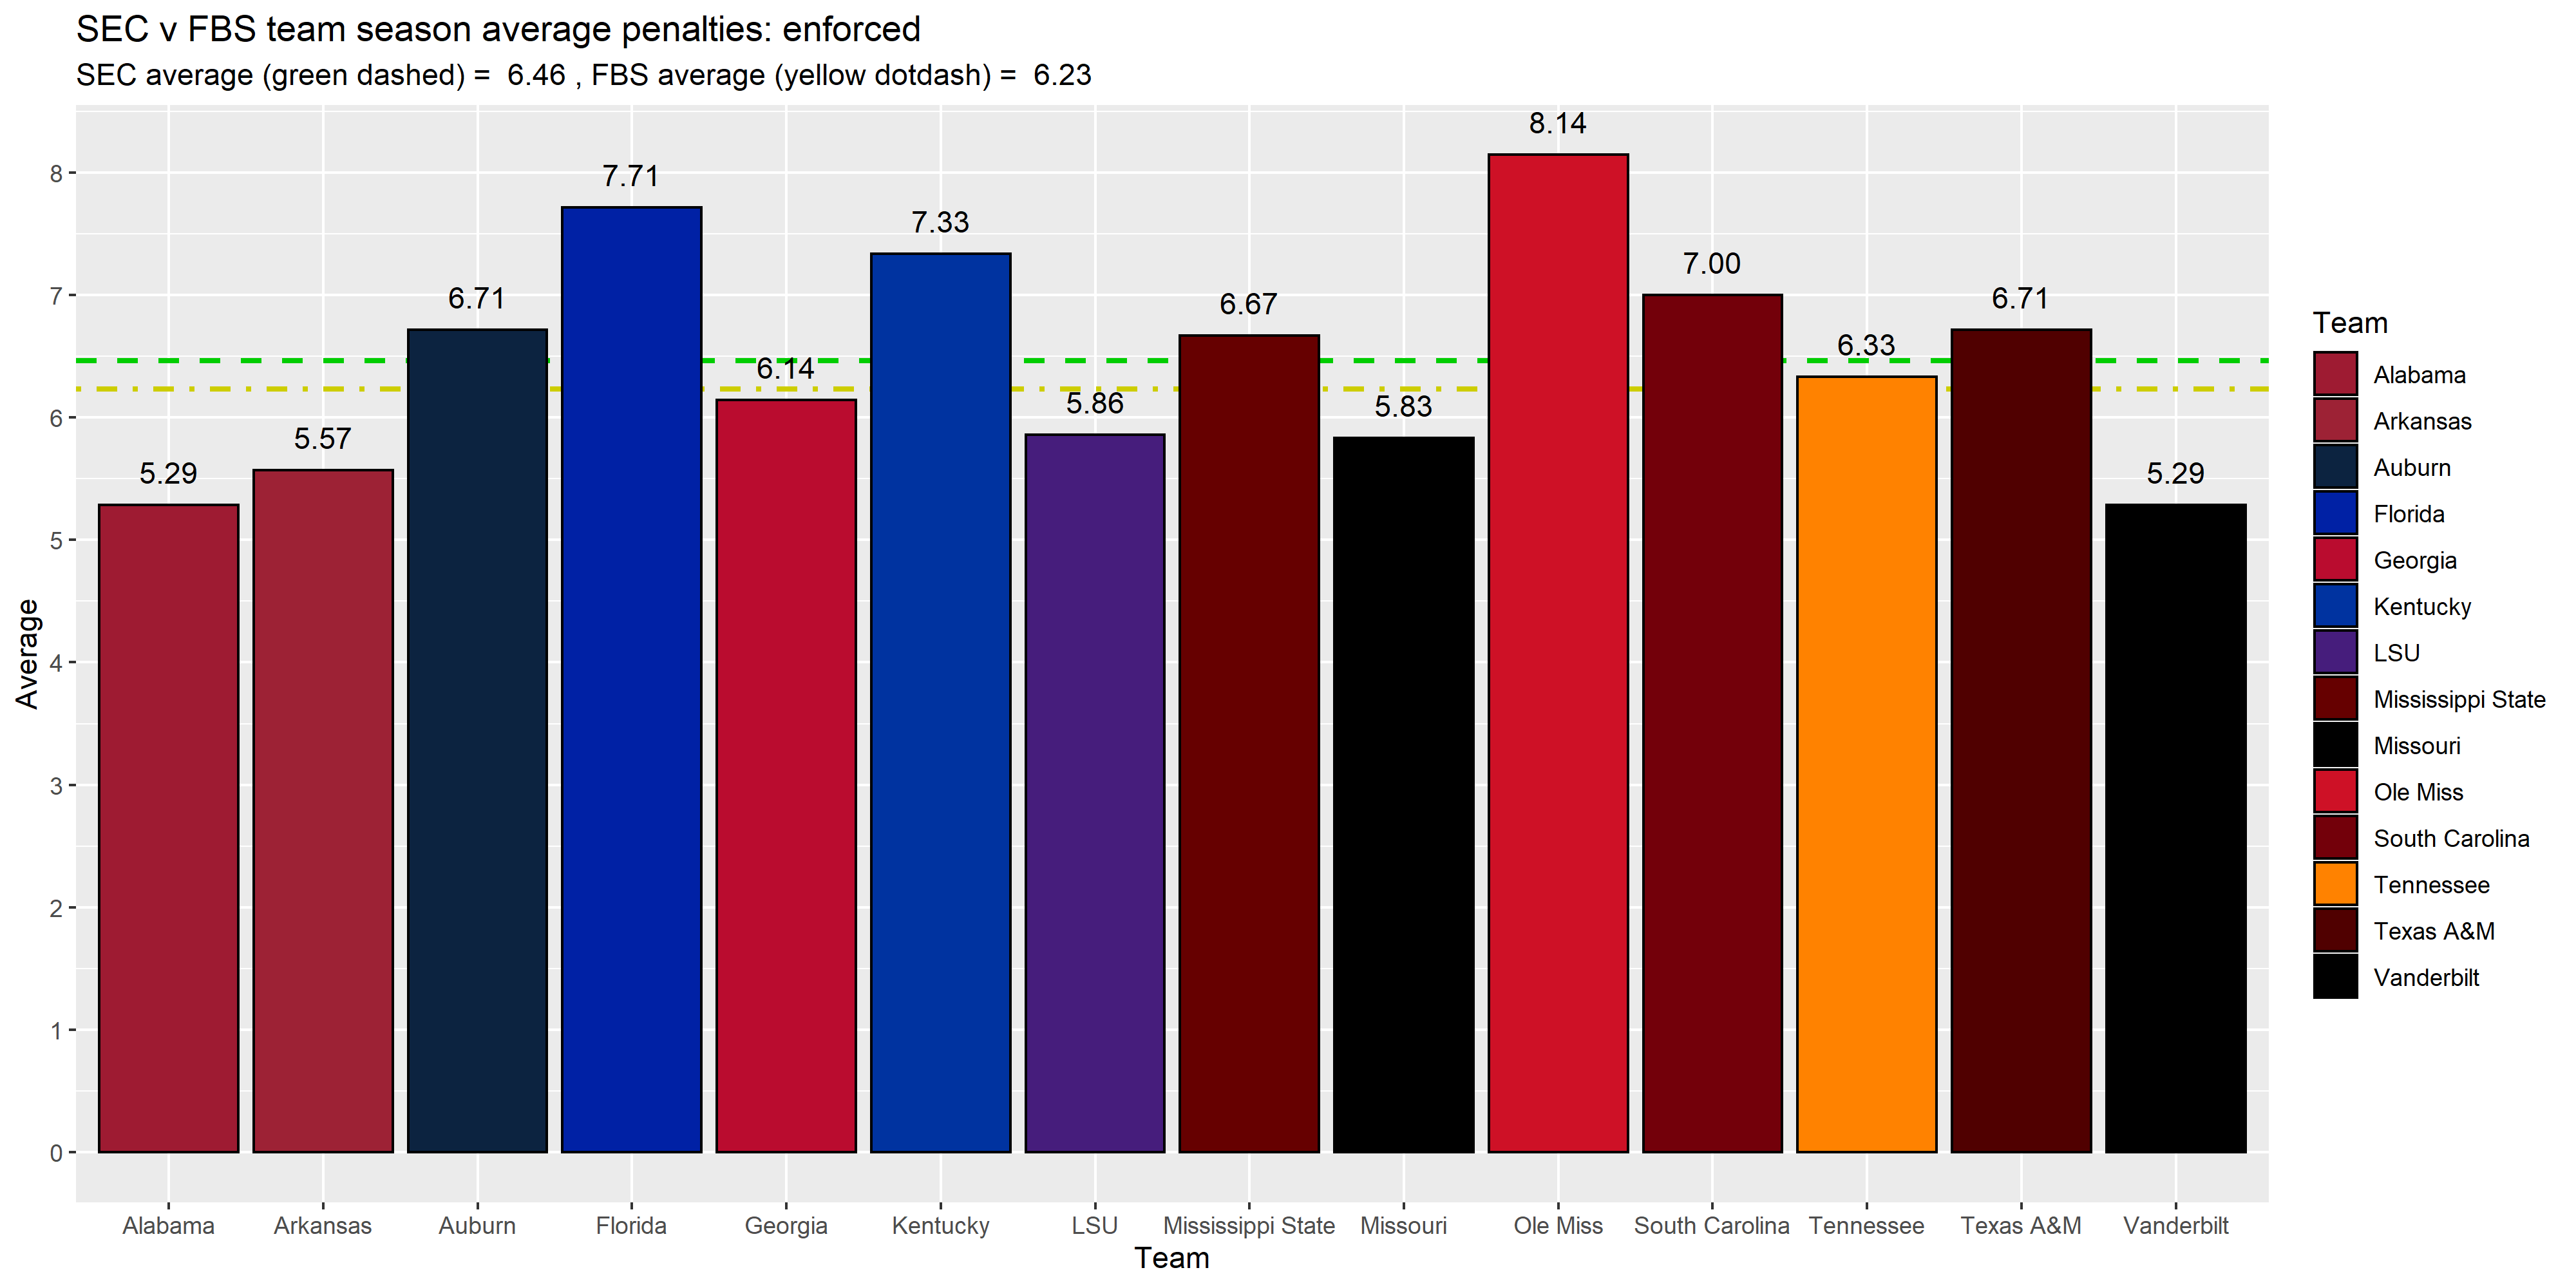 SEC v FBS team season average penalties: enforced
SEC average (green dashed) =  6.46 , FBS average (yellow dotdash) =  6.23
Average
8
7
6
5
4
3
2
1
0
5.29
5.57
6.71
7.71
6.14
7.33
5.86
6.67
5.83
8.14
7.00
6.33
6.71
5.29
Alabama
Arkansas
Auburn
Florida
Georgia
Kentucky
LSU
Mississippi State
Missouri
Ole Miss
South Carolina
Tennessee
Texas A&M
Vanderbilt
Team
Team
Alabama
Arkansas
Auburn
Florida
Georgia
Kentucky
LSU
Mississippi State
Missouri
Ole Miss
South Carolina
Tennessee
Texas A&M
Vanderbilt